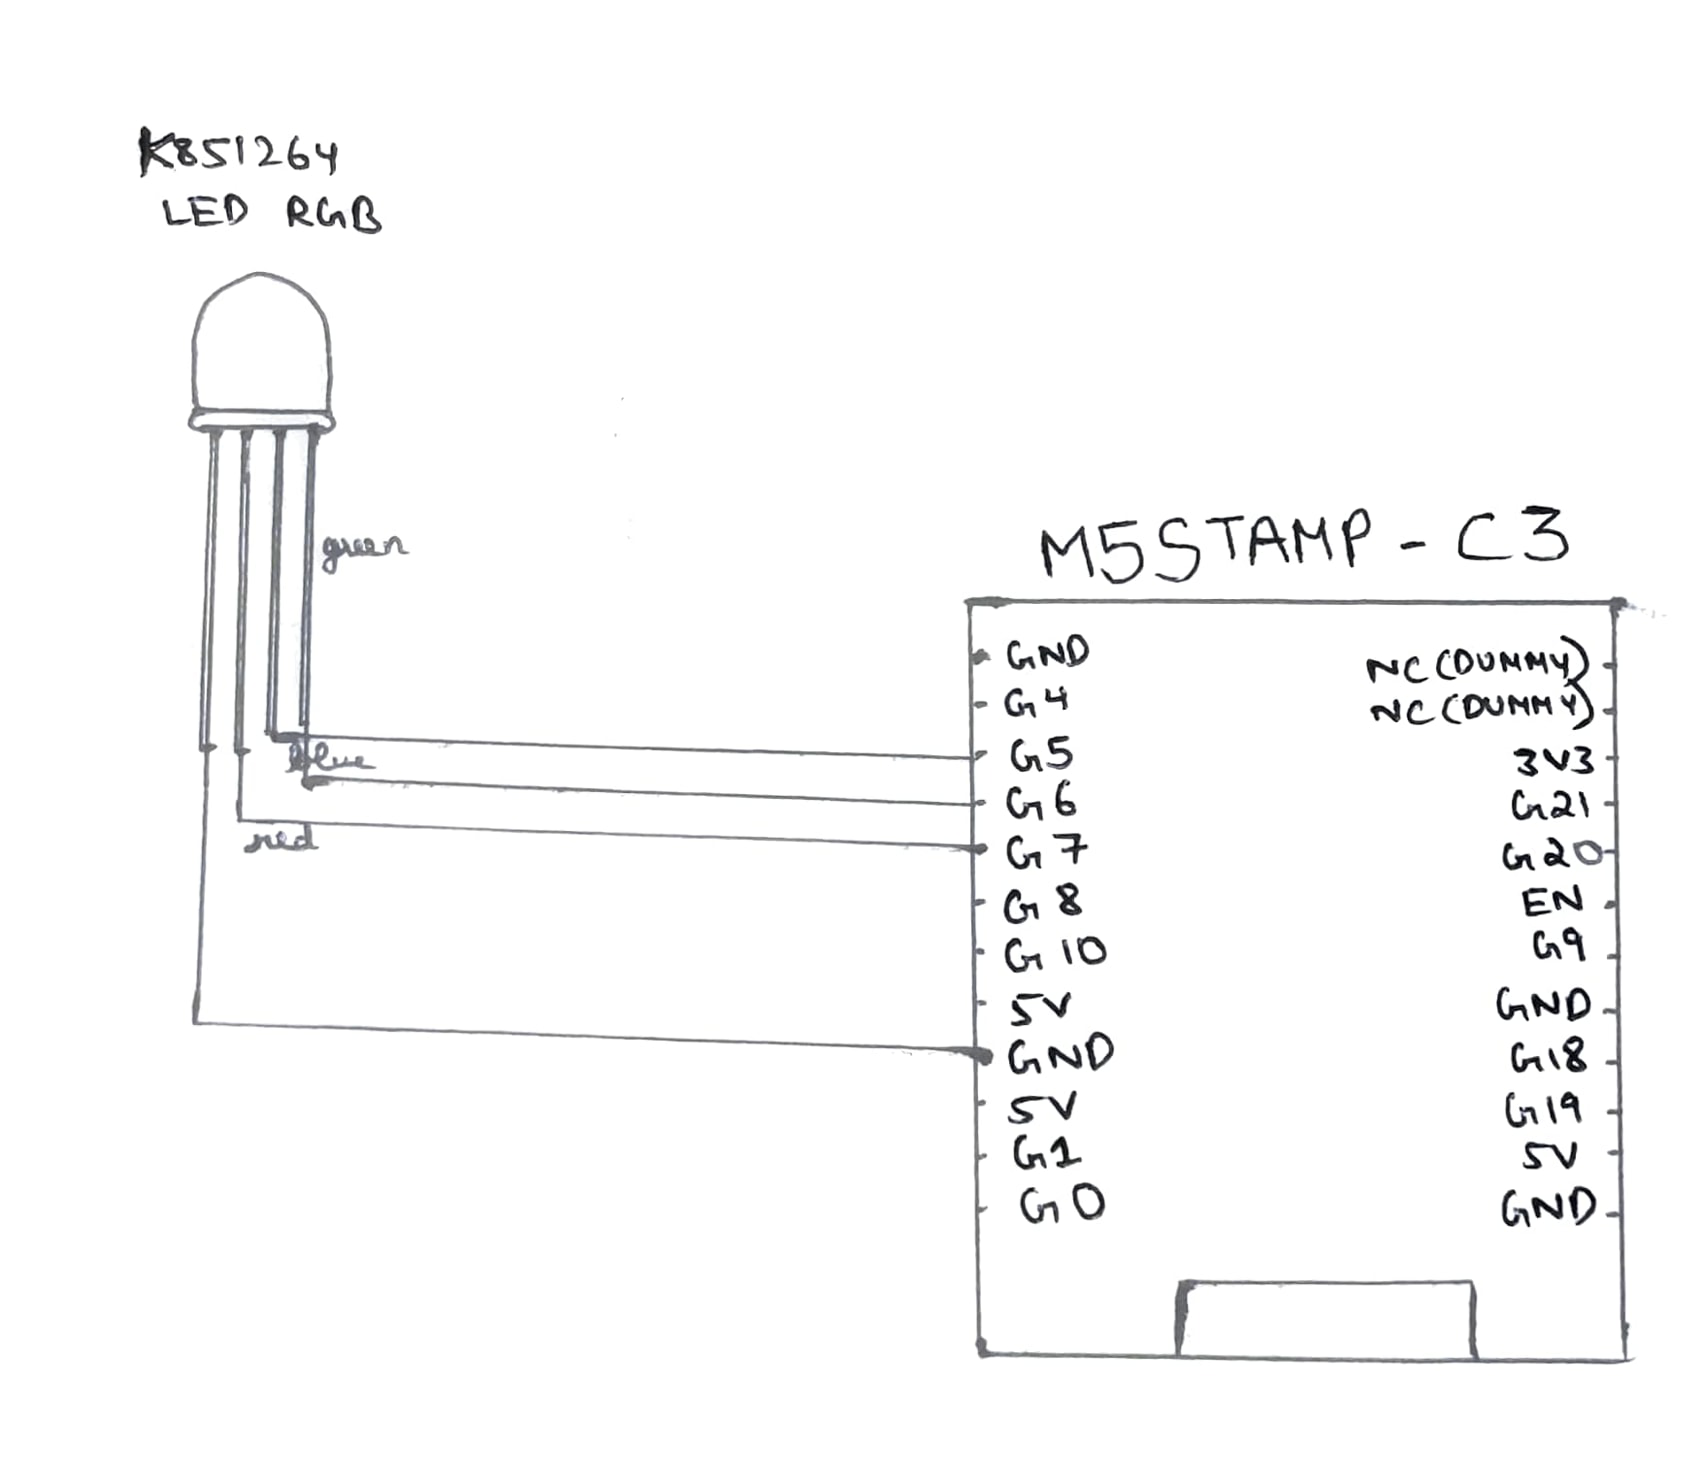 K851264
LED RGB
green
blue
red
M5STAMP - C3
GND
G4
G5
G6
G7
G8
G10
5V
GND
5V
G1
G0
NC (DUMMY)
NC (DUMMY)
3V3
G21
G20
EN
G9
GND
G18
G19
5V
GND